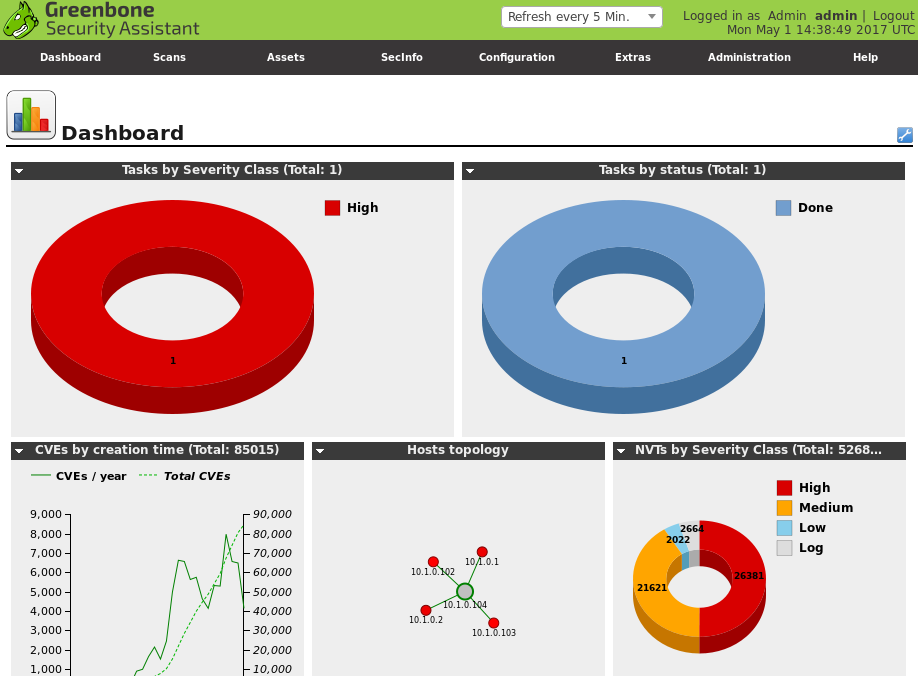 Greenbone
Security Assistant
Refresh every 5 Min.
Logged in as Admin admin | Logout
Mon May 1 14:38:49 2017 UTC
Dashboard Scans Assets SecInfo Configuration Extras Administration Help
Dashboard
Tasks by Severity Class (Total: 1)
High
1
Tasks by status (Total: 1)
Done
1
CVEs by creation time (Total: 85015)
CVEs / year Total CVEs
9,000 90,000
8,000 80,000
7,000 70,000
6,000 60,000
5,000 50,000
4,000 40,000
3,000 30,000
2,000 20,000
1,000 10,000
Hosts topology
10.1.0.1
10.1.0.102
10.1.0.104
10.1.0.2
10.1.0.103
NVTs by Severity Class (Total: 5268...
High
Medium
Low
Log
2664
2022
26381
21621